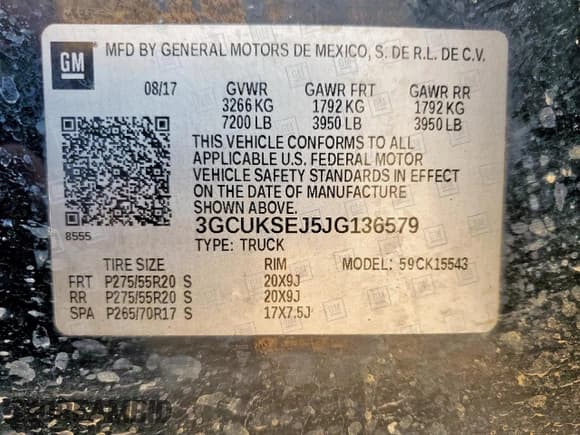 GM
MFD BY GENERAL MOTORS DE MEXICO, S. DE R.L. DE C.V.
08/17 GVWR GAWR FRT GAWR RR
3266 KG 1792 KG 1792 KG
7200 LB 3950 LB 3950 LB
THIS VEHICLE CONFORMS TO ALL
APPLICABLE U.S. FEDERAL MOTOR
VEHICLE SAFETY STANDARDS IN EFFECT
ON THE DATE OF MANUFACTURE
SHOWN ABOVE.
8555 3GCUKSEJ5JG136579
TYPE: TRUCK
TIRE SIZE RIM MODEL: 59CK15543
FRT P275/55R20 S 20X9J
RR P275/55R20 S 20X9J
SPA P265/70R17 S 17X7.5J